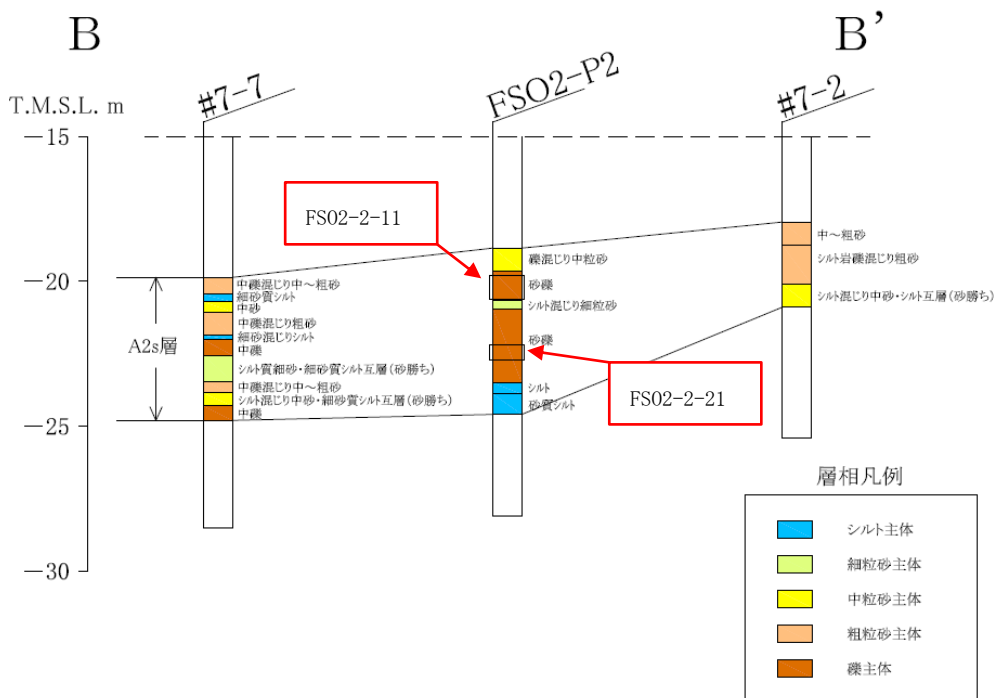 B
B’
#7-7
FSO2-P2
#7-2
T.M.S.L. m
-15
-20
-25
-30
A2s層
中礫混じり中～粗砂
細砂質シルト
中砂
中礫混じり粗砂
細砂混じりシルト
中礫
シルト質細砂・細砂質シルト互層(砂勝ち)
中礫混じり中～粗砂
シルト混じり中砂・細砂質シルト互層(砂勝ち)
中礫
FS02-2-11
礫混じり中粒砂
砂礫
シルト混じり細粒砂
砂礫
シルト
砂質シルト
FS02-2-21
中～粗砂
シルト岩礫混じり粗砂
シルト混じり中砂・シルト互層(砂勝ち)
層相凡例
シルト主体
細粒砂主体
中粒砂主体
粗粒砂主体
礫主体